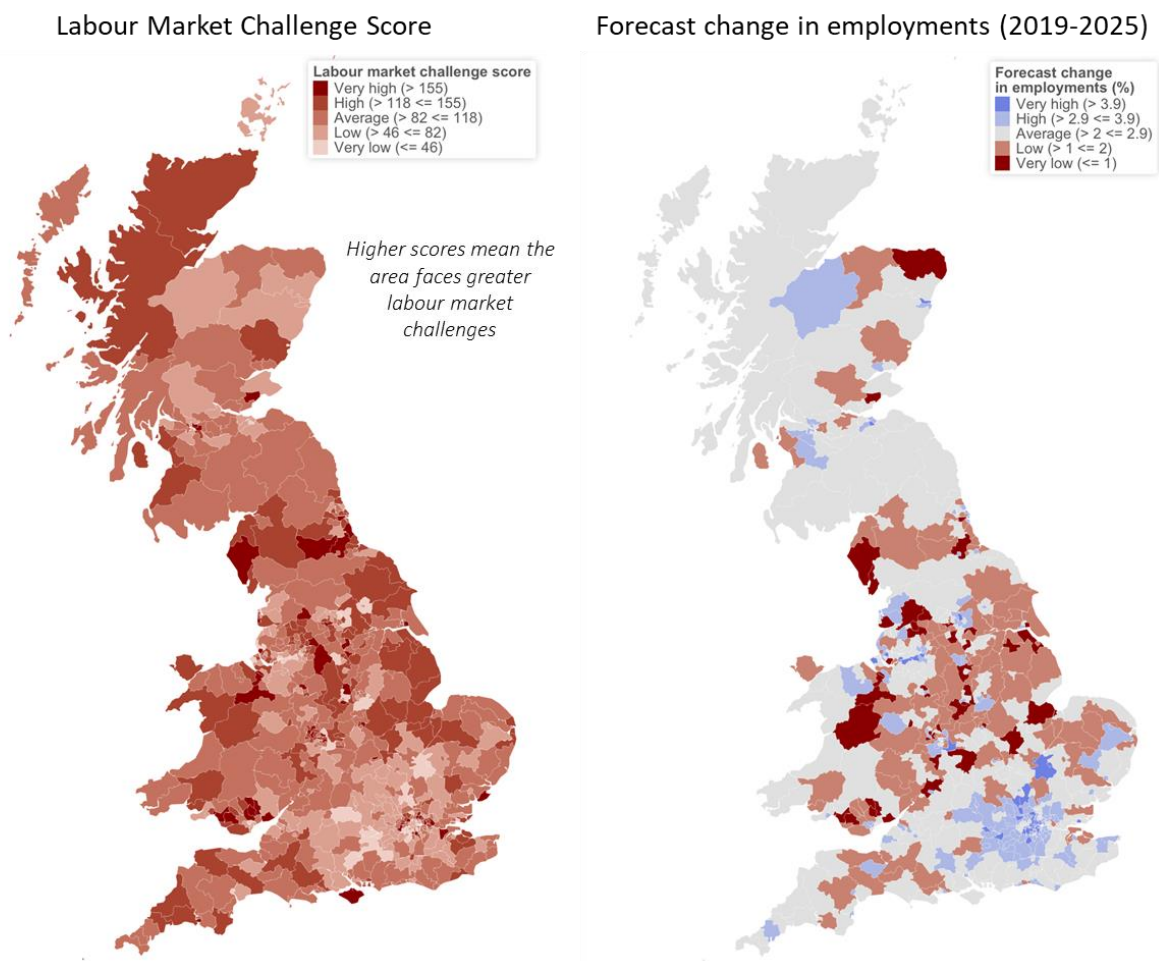 Labour Market Challenge Score
Forecast change in employments (2019-2025)
Labour market challenge score
Very high (> 155)
High (> 118 <= 155)
Average (> 82 <= 118)
Low (> 46 <= 82)
Very low (<= 46)
Higher scores mean the
area faces greater
labour market
challenges
Forecast change
in employments (%)
Very high (> 3.9)
High (> 2.9 <= 3.9)
Average (> 2 <= 2.9)
Low (> 1 <= 2)
Very low (<= 1)